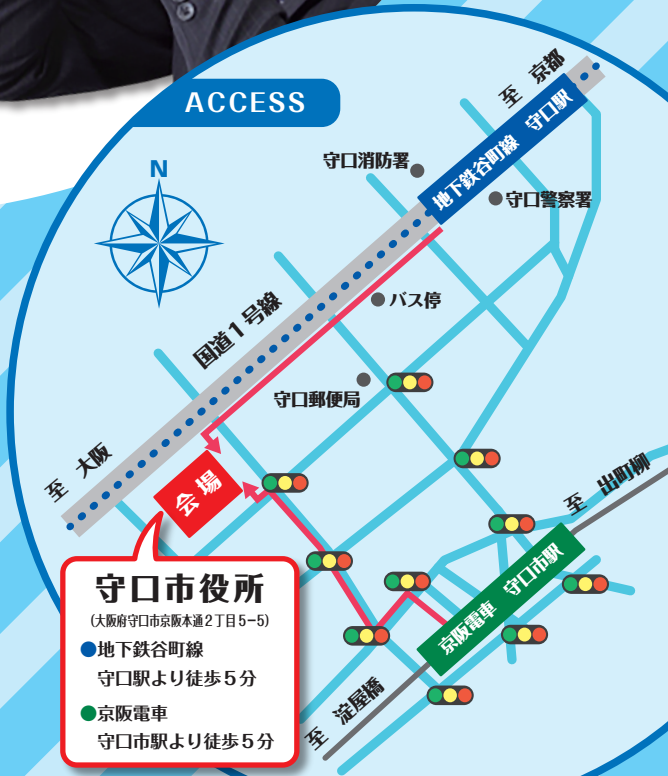 ACCESS
N
至 京都
地下鉄谷町線 守口駅
守口消防署
守口警察署
バス停
国道1号線
守口郵便局
至 大阪
会場
至 出町柳
京阪電車 守口市駅
至 淀屋橋
守口市役所
(大阪府守口市京阪本通2丁目5-5)
●地下鉄谷町線
守口駅より徒歩5分
●京阪電車
守口市駅より徒歩5分